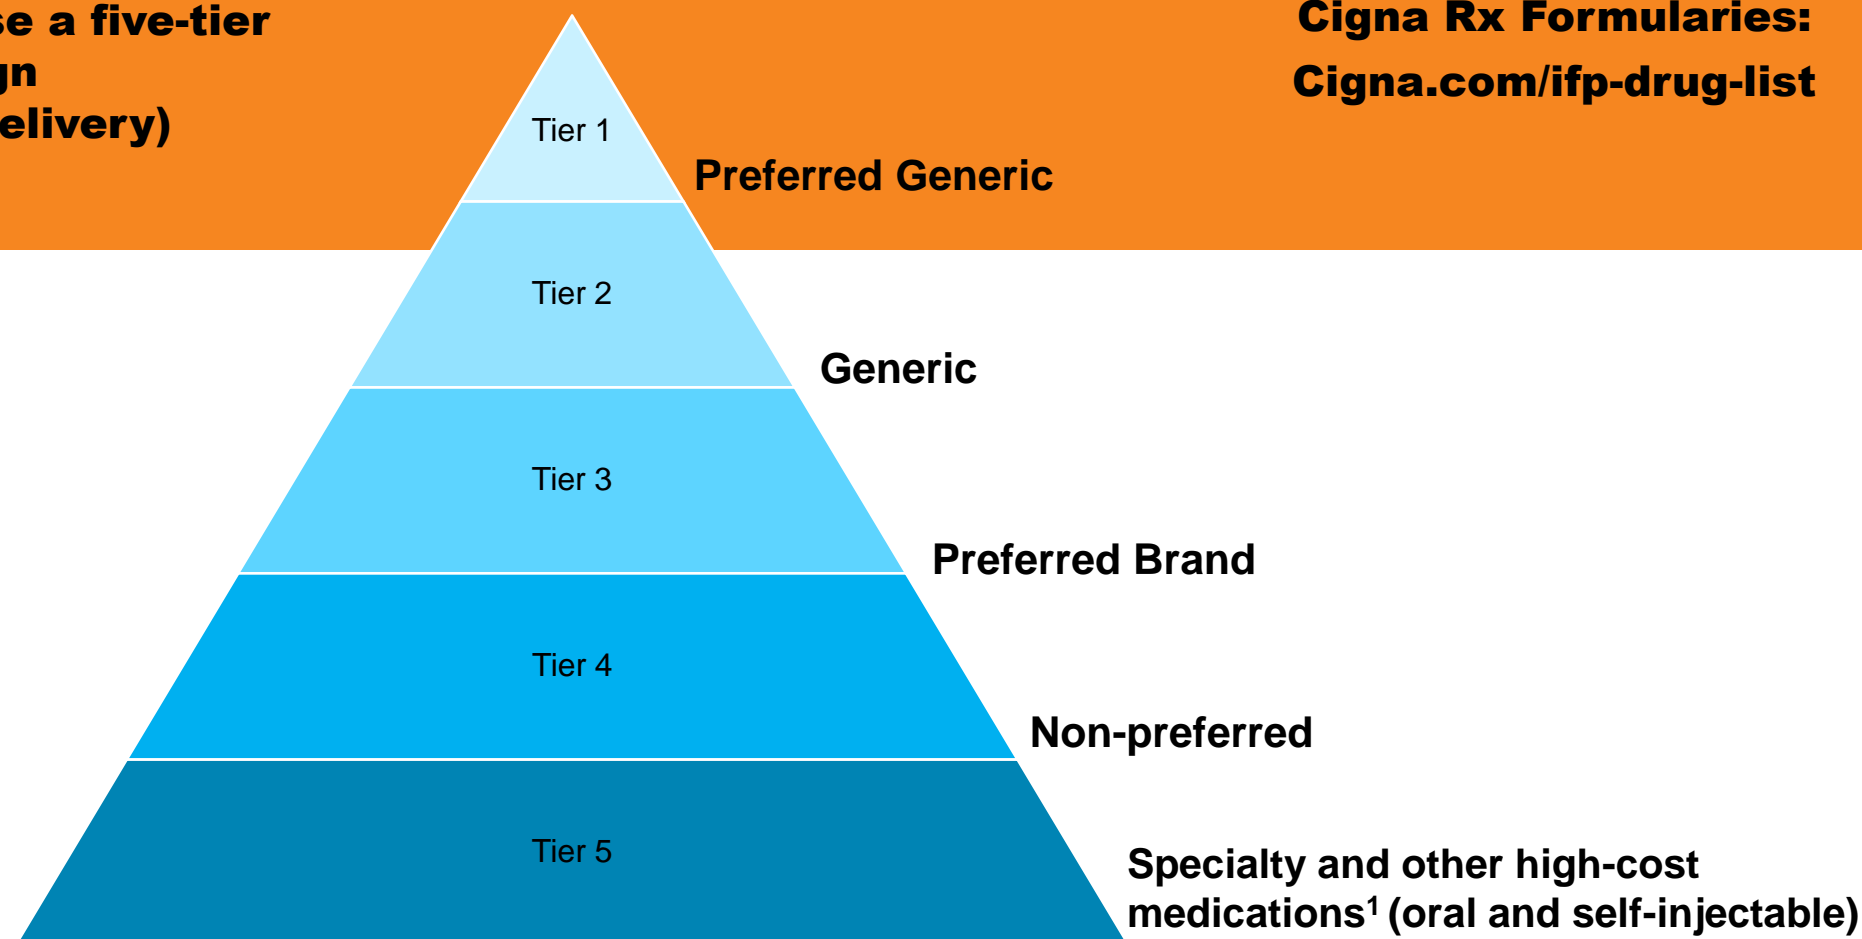 se a five-tier
gn
elivery)
Cigna Rx Formularies:
Cigna.com/ifp-drug-list
Tier 1
Preferred Generic
Tier 2
Generic
Tier 3
Preferred Brand
Tier 4
Non-preferred
Tier 5
Specialty and other high-cost
medications¹ (oral and self-injectable)